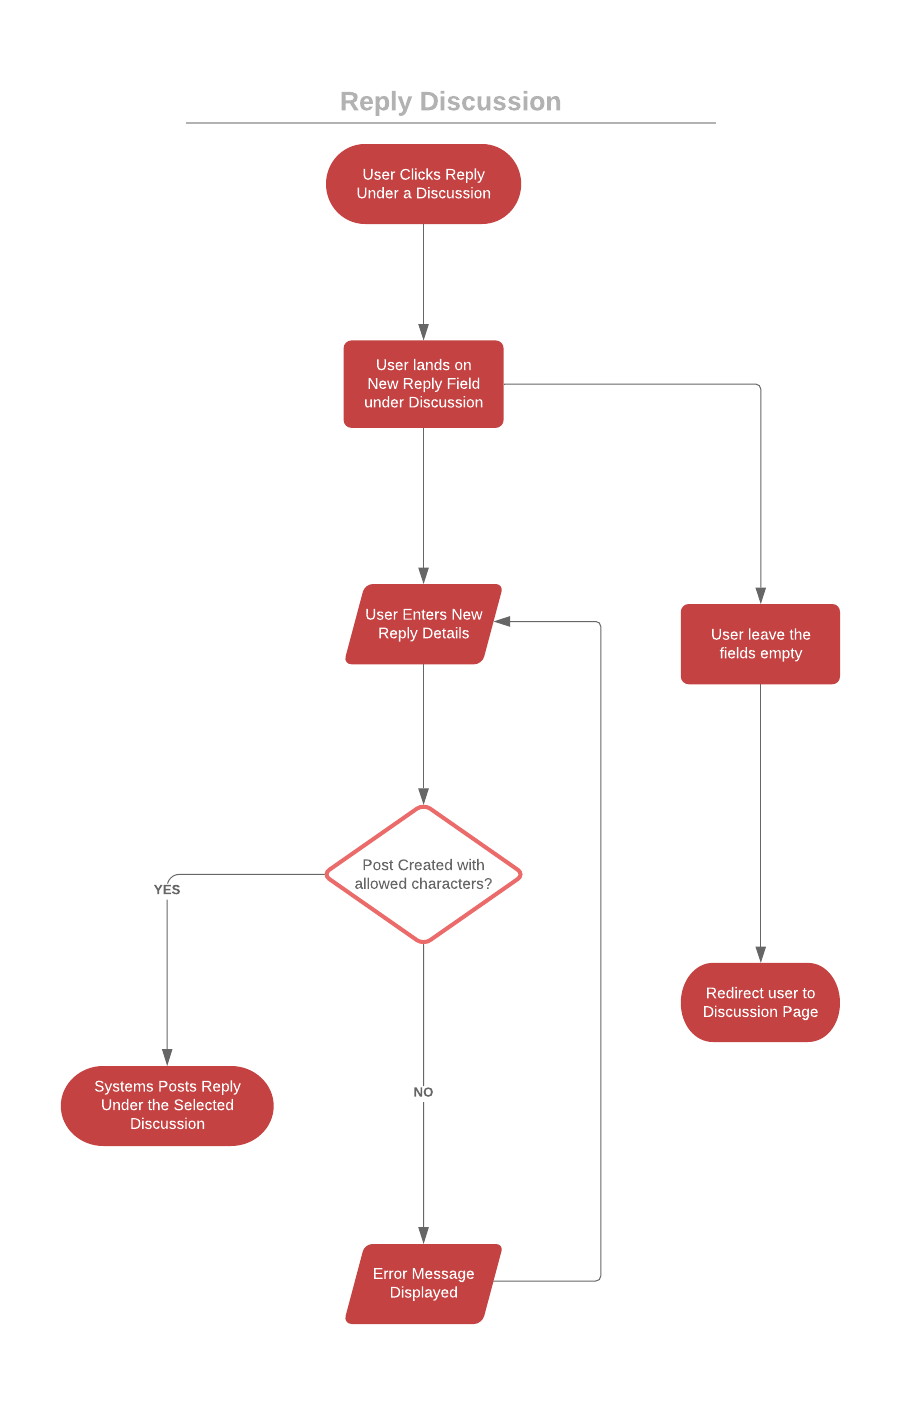 Reply Discussion
User Clicks Reply
Under a Discussion
User lands on
New Reply Field
under Discussion
User Enters New
Reply Details
User leave the
fields empty
Post Created with
allowed characters?
YES
Redirect user to
Discussion Page
Systems Posts Reply
Under the Selected
Discussion
NO
Error Message
Displayed